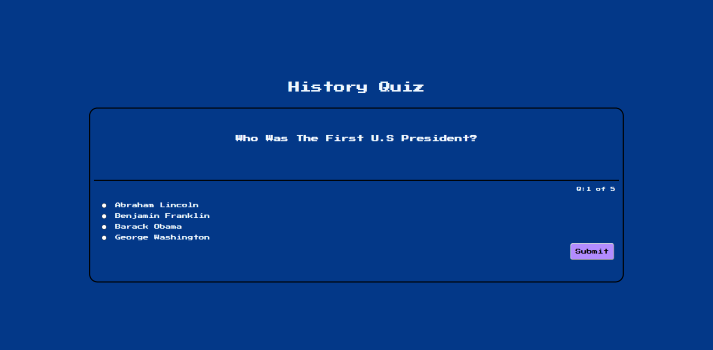 History Quiz
Who Was The First U.S President?
Q:1 of 5
Abraham Lincoln
Benjamin Franklin
Barack Obama
George Washington
Submit